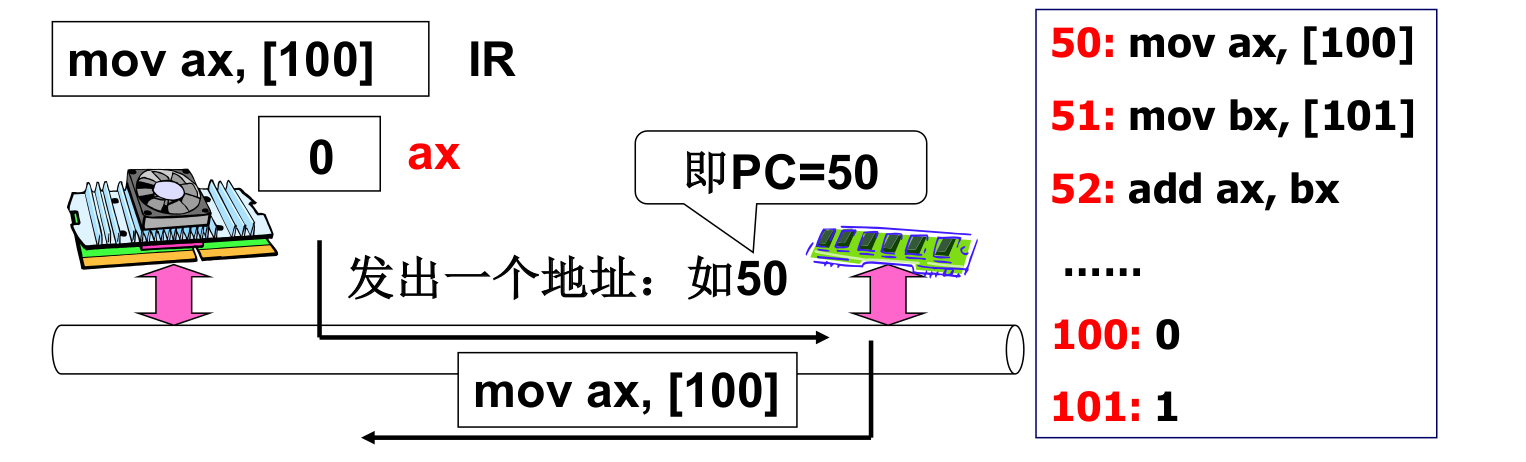 mov ax, [100] IR
0 ax
即PC=50
发出一个地址：如50
mov ax, [100]
50: mov ax, [100]
51: mov bx, [101]
52: add ax, bx
......
100: 0
101: 1